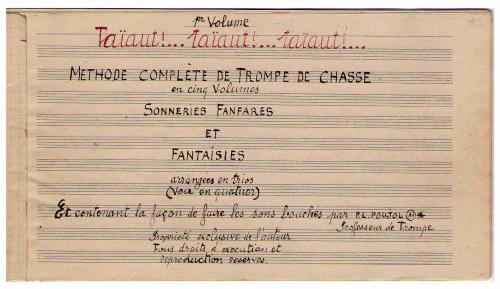 1er Volume
Taïaut!... taïaut!... taïaut!...
METHODE COMPLÈTE DE TROMPE DE CHASSE
en cinq Volumes
SONNERIES FANFARES
ET
FANTAISIES
arrangées en trios
(Voir en quatuor)
Et contenant la façon de faire les sons bouchés par P.L. POUJOL
Professeur de Trompe
Propriété exclusive de l'auteur
Tous droits d'exécution et
reproduction réservés.